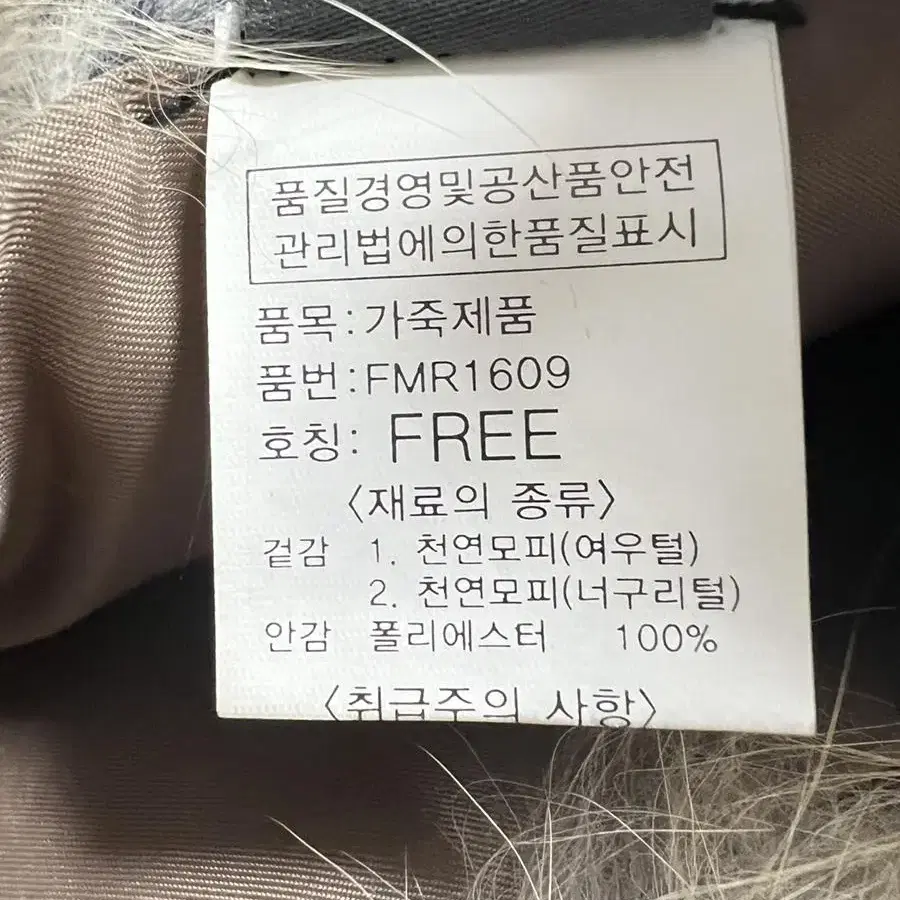 품질경영및공산품안전
관리법에의한품질표시
품목:가죽제품
품번:FMR1609
호칭: FREE
〈재료의 종류〉
겉감 1. 천연모피(여우털)
2. 천연모피(너구리털)
안감 폴리에스터 100%
〈취급주의 사항〉